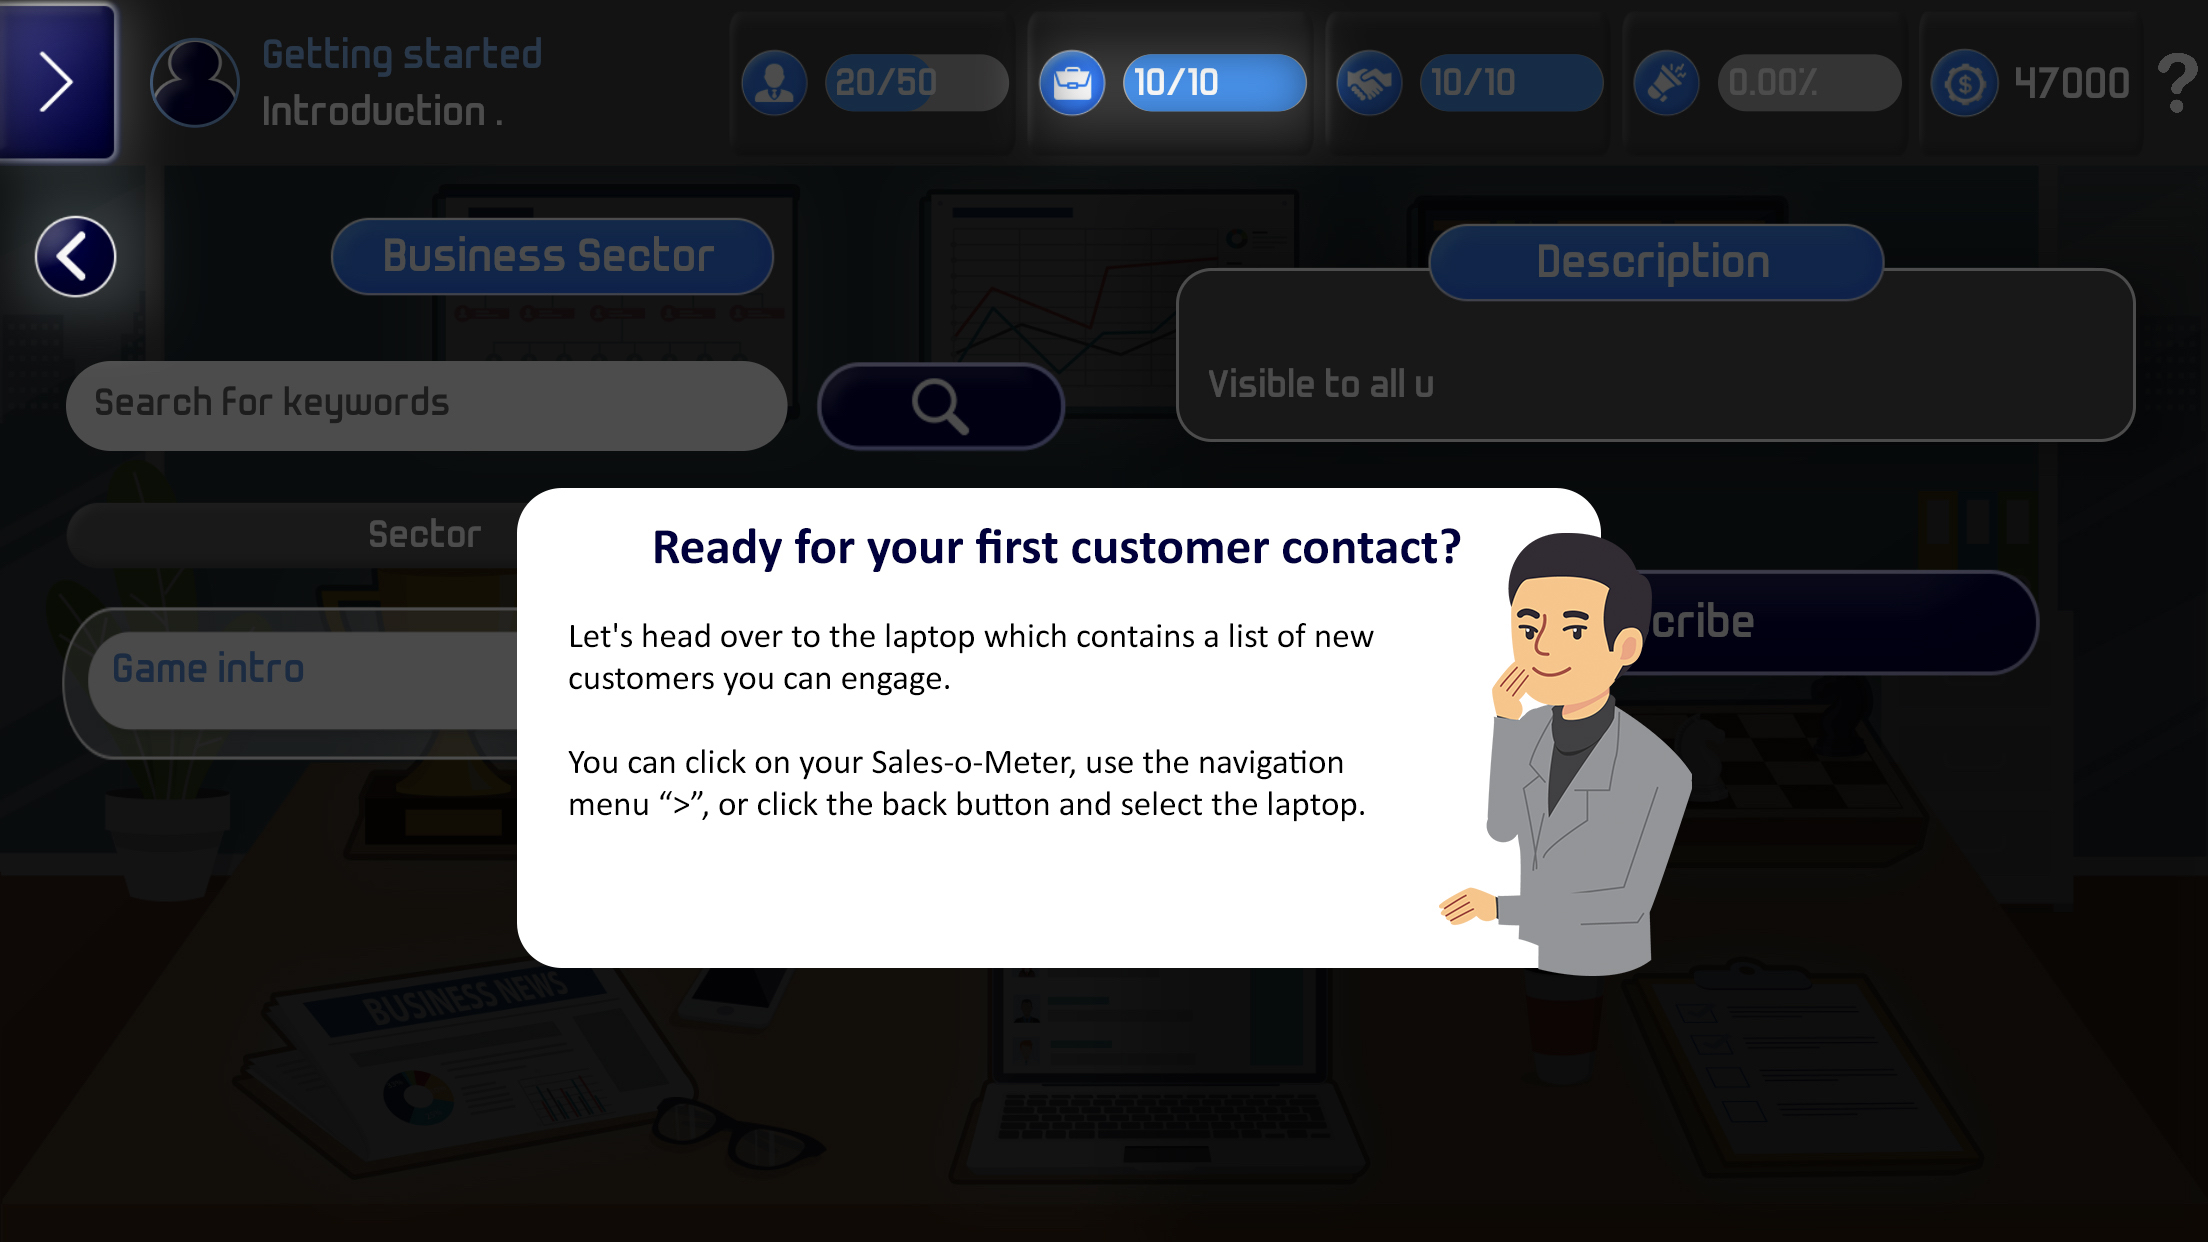 Getting started
Introduction .
20/50
10/10
10/10
0.00%
47000
?
Business Sector
Description
Search for keywords
Visible to all u
Sector
Ready for your first customer contact?
Let's head over to the laptop which contains a list of new
customers you can engage.
You can click on your Sales-o-Meter, use the navigation
menu “>”, or click the back button and select the laptop.
cribe
Game intro
BUSINESS NEWS